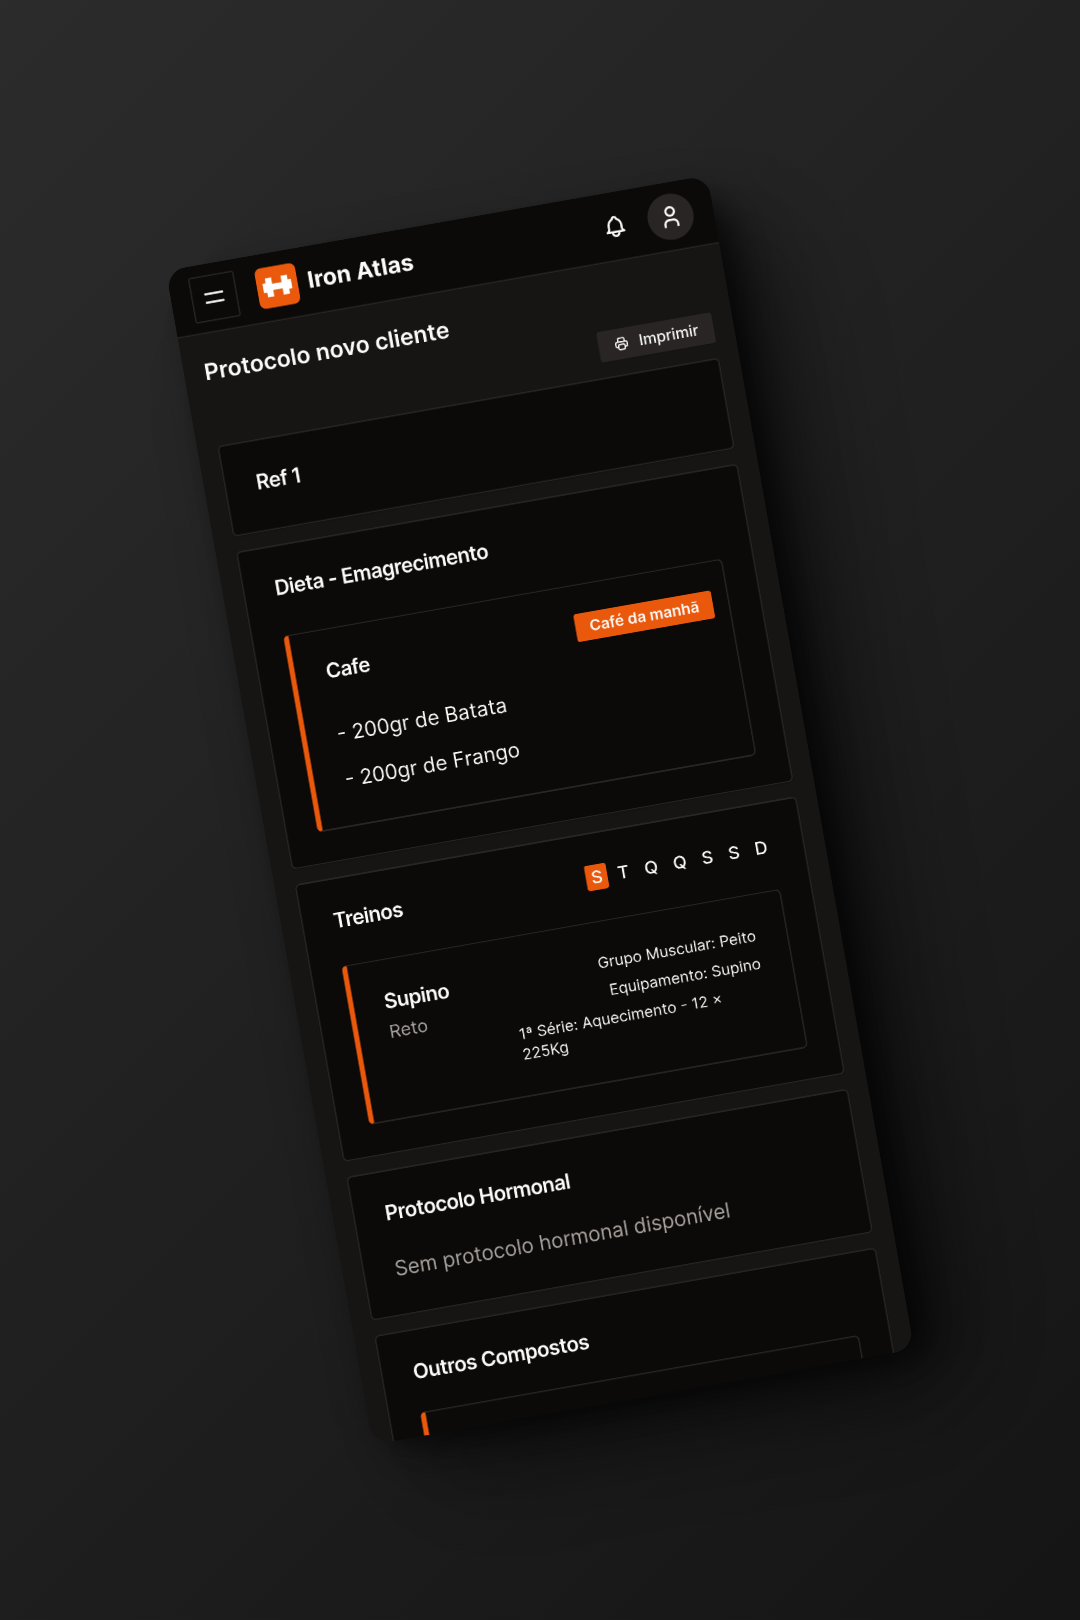 Iron Atlas
Protocolo novo cliente
Imprimir
Ref 1
Dieta - Emagrecimento
Café da manhã
Cafe
- 200gr de Batata
- 200gr de Frango
Treinos
S T Q Q S S D
Supino
Reto
Grupo Muscular: Peito
Equipamento: Supino
1ª Série: Aquecimento - 12 ×
225Kg
Protocolo Hormonal
Sem protocolo hormonal disponível
Outros Compostos